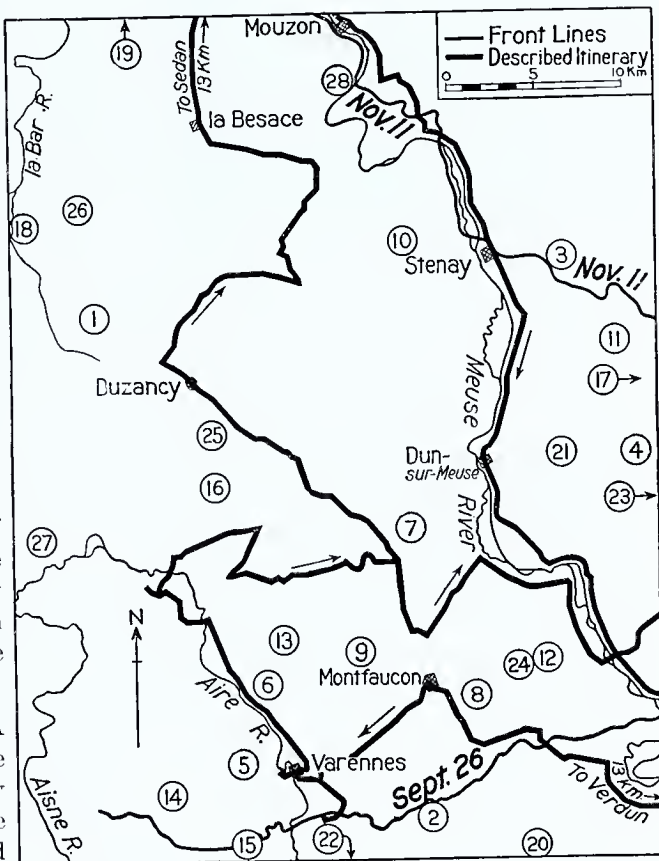 Front Lines
Described Itinerary
0 5 10 Km
Mouzon
19
To Sedan
13 Km
28
Nov. 11
la Besace
la Bar R.
18
26
10
Stenay
3
Nov. 11
1
11
17
Meuse
River
Buzancy
25
16
Dun-
sur-Meuse
21
4
23
7
27
N
13
9
24
12
Montfaucon
8
6
Aire R.
5
Varennes
Sept. 26
To Verdun
13 Km.
Aisne R.
14
15
22
2
20